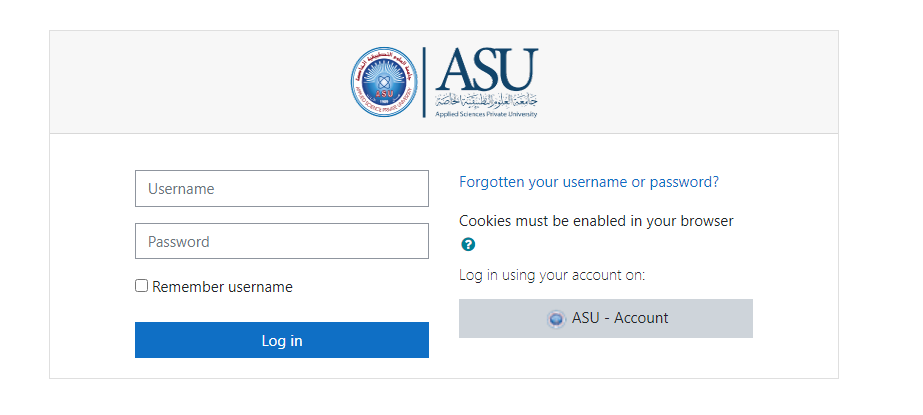 ASU
جامعة العلوم التطبيقية الخاصة
Applied Sciences Private University
ASU
Username
Password
Remember username
Log in
Forgotten your username or password?
Cookies must be enabled in your browser
Log in using your account on:
ASU - Account